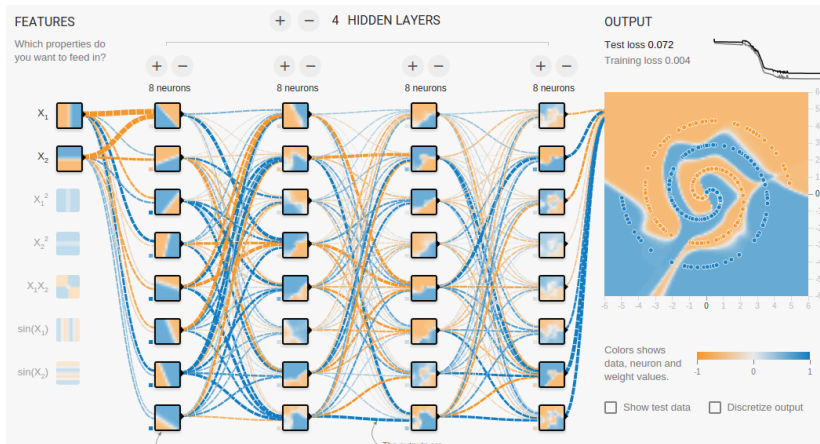 FEATURES
Which properties do
you want to feed in?
X1
X2
X1²
X2²
X1X2
sin(X1)
sin(X2)
+ − 4 HIDDEN LAYERS
+ −
8 neurons
+ −
8 neurons
+ −
8 neurons
+ −
8 neurons
The outputs are
OUTPUT
Test loss 0.072
Training loss 0.004
6
5
4
3
2
1
0
-1
-2
-3
-4
-5
-6
-6 -5 -4 -3 -2 -1 0 1 2 3 4 5 6
Colors shows
data, neuron and
weight values.
-1 0 1
Show test data
Discretize output